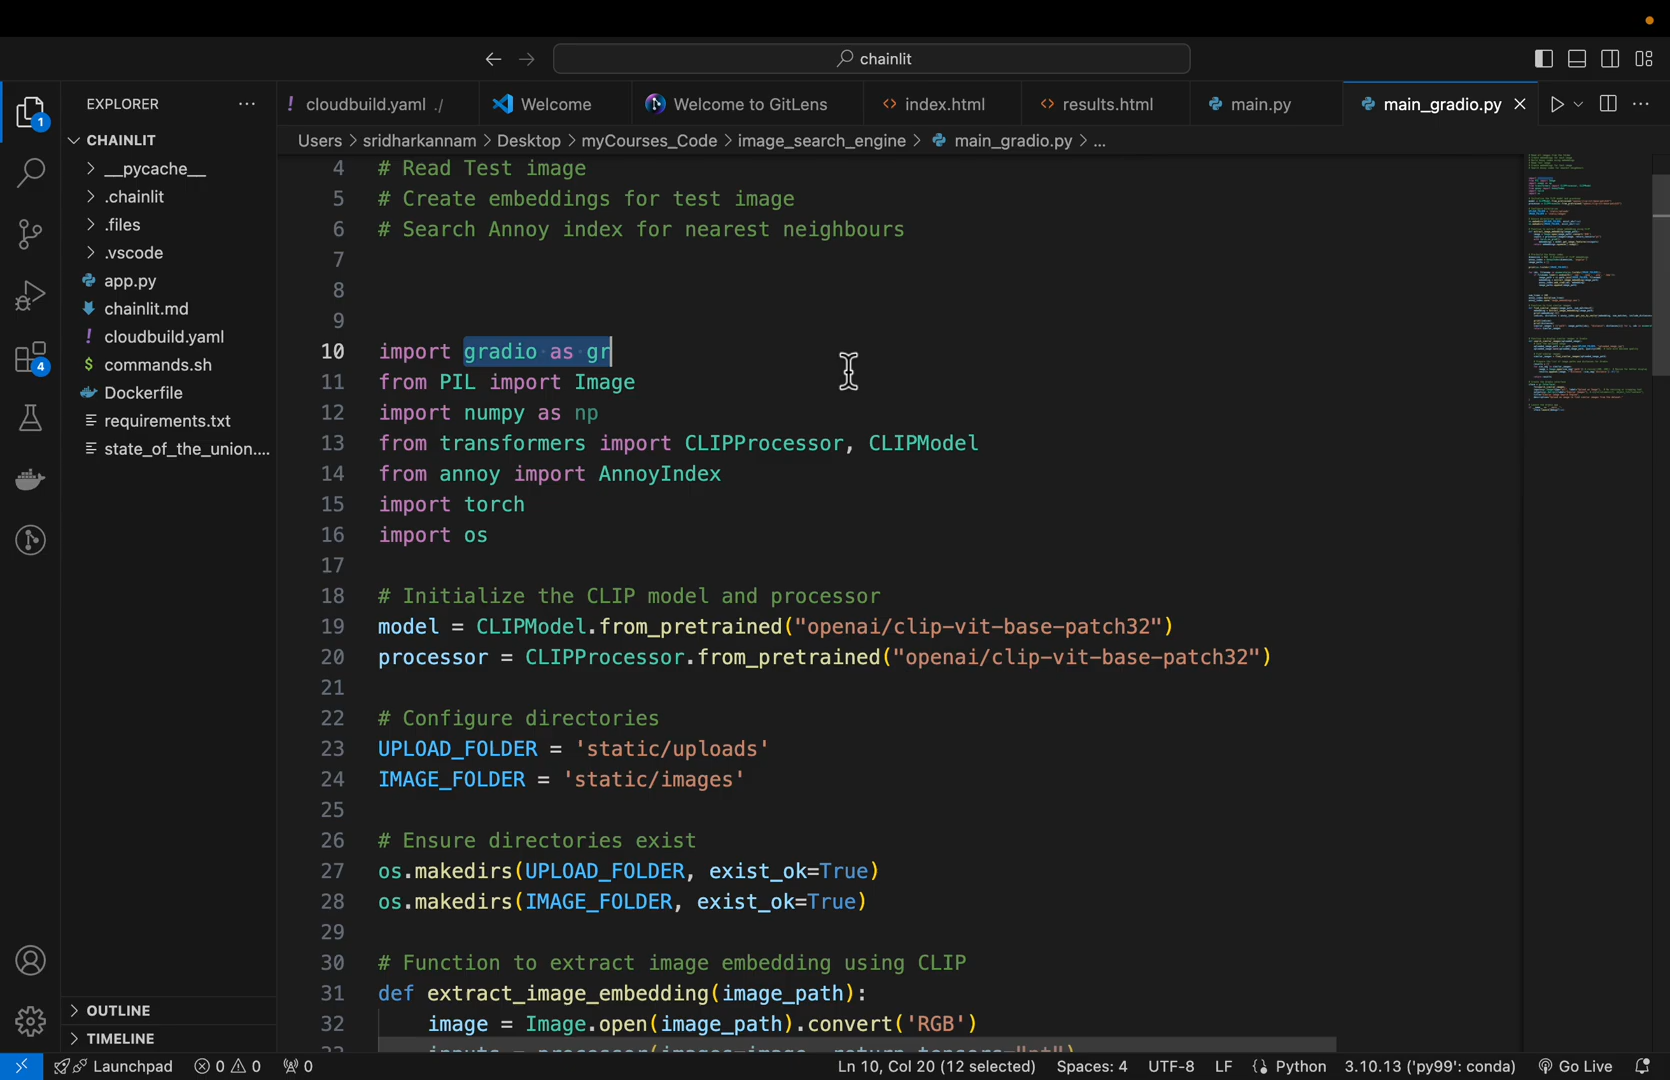 chainlit
EXPLORER
! cloudbuild.yaml ./
Welcome
Welcome to GitLens
<> index.html
<> results.html
main.py
main_gradio.py
Users > sridharkannam > Desktop > myCourses_Code > image_search_engine > main_gradio.py > ...
CHAINLIT
__pycache__
.chainlit
.files
.vscode
app.py
chainlit.md
! cloudbuild.yaml
$ commands.sh
Dockerfile
requirements.txt
state_of_the_union....
OUTLINE
TIMELINE
1
4
4 # Read Test image
5 # Create embeddings for test image
6 # Search Annoy index for nearest neighbours
7
8
9
10 import gradio as gr
11 from PIL import Image
12 import numpy as np
13 from transformers import CLIPProcessor, CLIPModel
14 from annoy import AnnoyIndex
15 import torch
16 import os
17
18 # Initialize the CLIP model and processor
19 model = CLIPModel.from_pretrained("openai/clip-vit-base-patch32")
20 processor = CLIPProcessor.from_pretrained("openai/clip-vit-base-patch32")
21
22 # Configure directories
23 UPLOAD_FOLDER = 'static/uploads'
24 IMAGE_FOLDER = 'static/images'
25
26 # Ensure directories exist
27 os.makedirs(UPLOAD_FOLDER, exist_ok=True)
28 os.makedirs(IMAGE_FOLDER, exist_ok=True)
29
30 # Function to extract image embedding using CLIP
31 def extract_image_embedding(image_path):
32 image = Image.open(image_path).convert('RGB')
Launchpad 0 0 0 Ln 10, Col 20 (12 selected) Spaces: 4 UTF-8 LF Python 3.10.13 ('py99': conda) Go Live